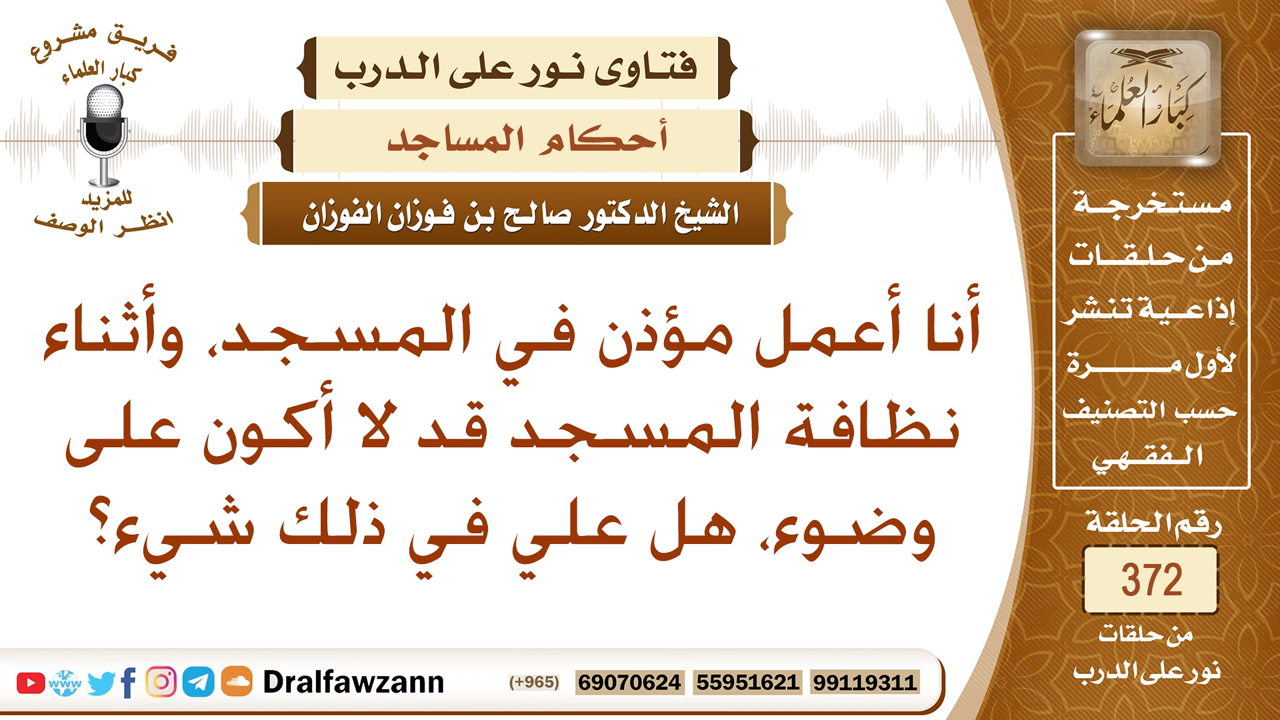 فريق مشروع
كبار العلماء
للمزيد
انظر الوصف
فتاوى نور على الدرب
أحكام المساجد
الشيخ الدكتور صالح بن فوزان الفوزان
أنا أعمل مؤذن في المسجد، وأثناء
نظافة المسجد قد لا أكون على
وضوء، هل علي في ذلك شيء؟
كبار العلماء
مستخرجة
من حلقات
إذاعية تنشر
لأول مرة
حسب التصنيف
الفقهي
رقم الحلقة
372
من حلقات
نور على الدرب
www
Dralfawzann
(+965) 69070624 55951621 99119311